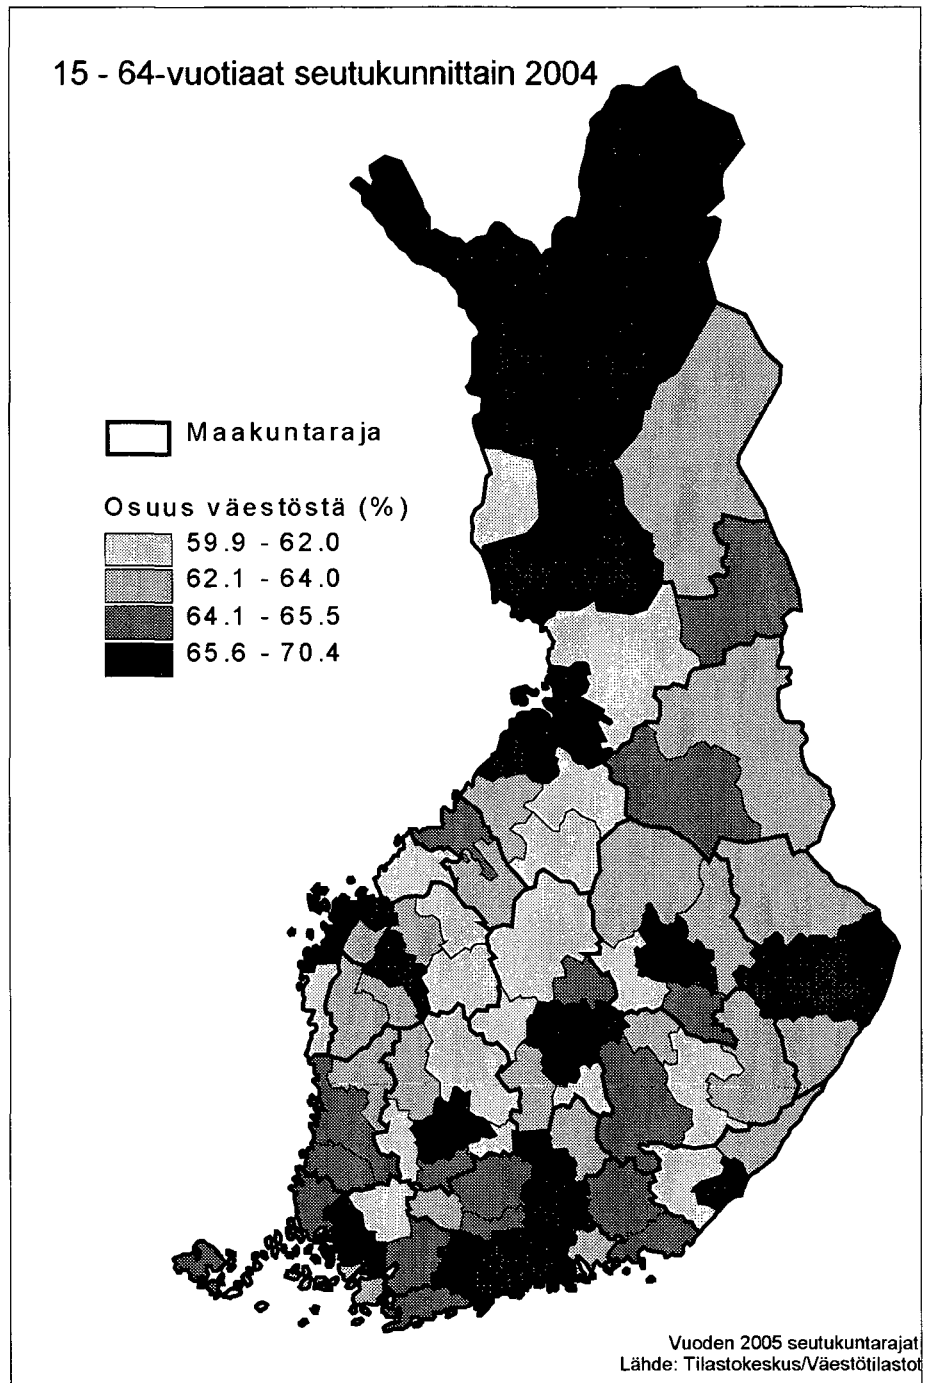 15 - 64-vuotiaat seutukunnittain 2004
Maakuntaraja
Osuus väestöstä (%)
59.9 - 62.0
62.1 - 64.0
64.1 - 65.5
65.6 - 70.4
Vuoden 2005 seutukuntarajat
Lähde: Tilastokeskus/Väestötilastot